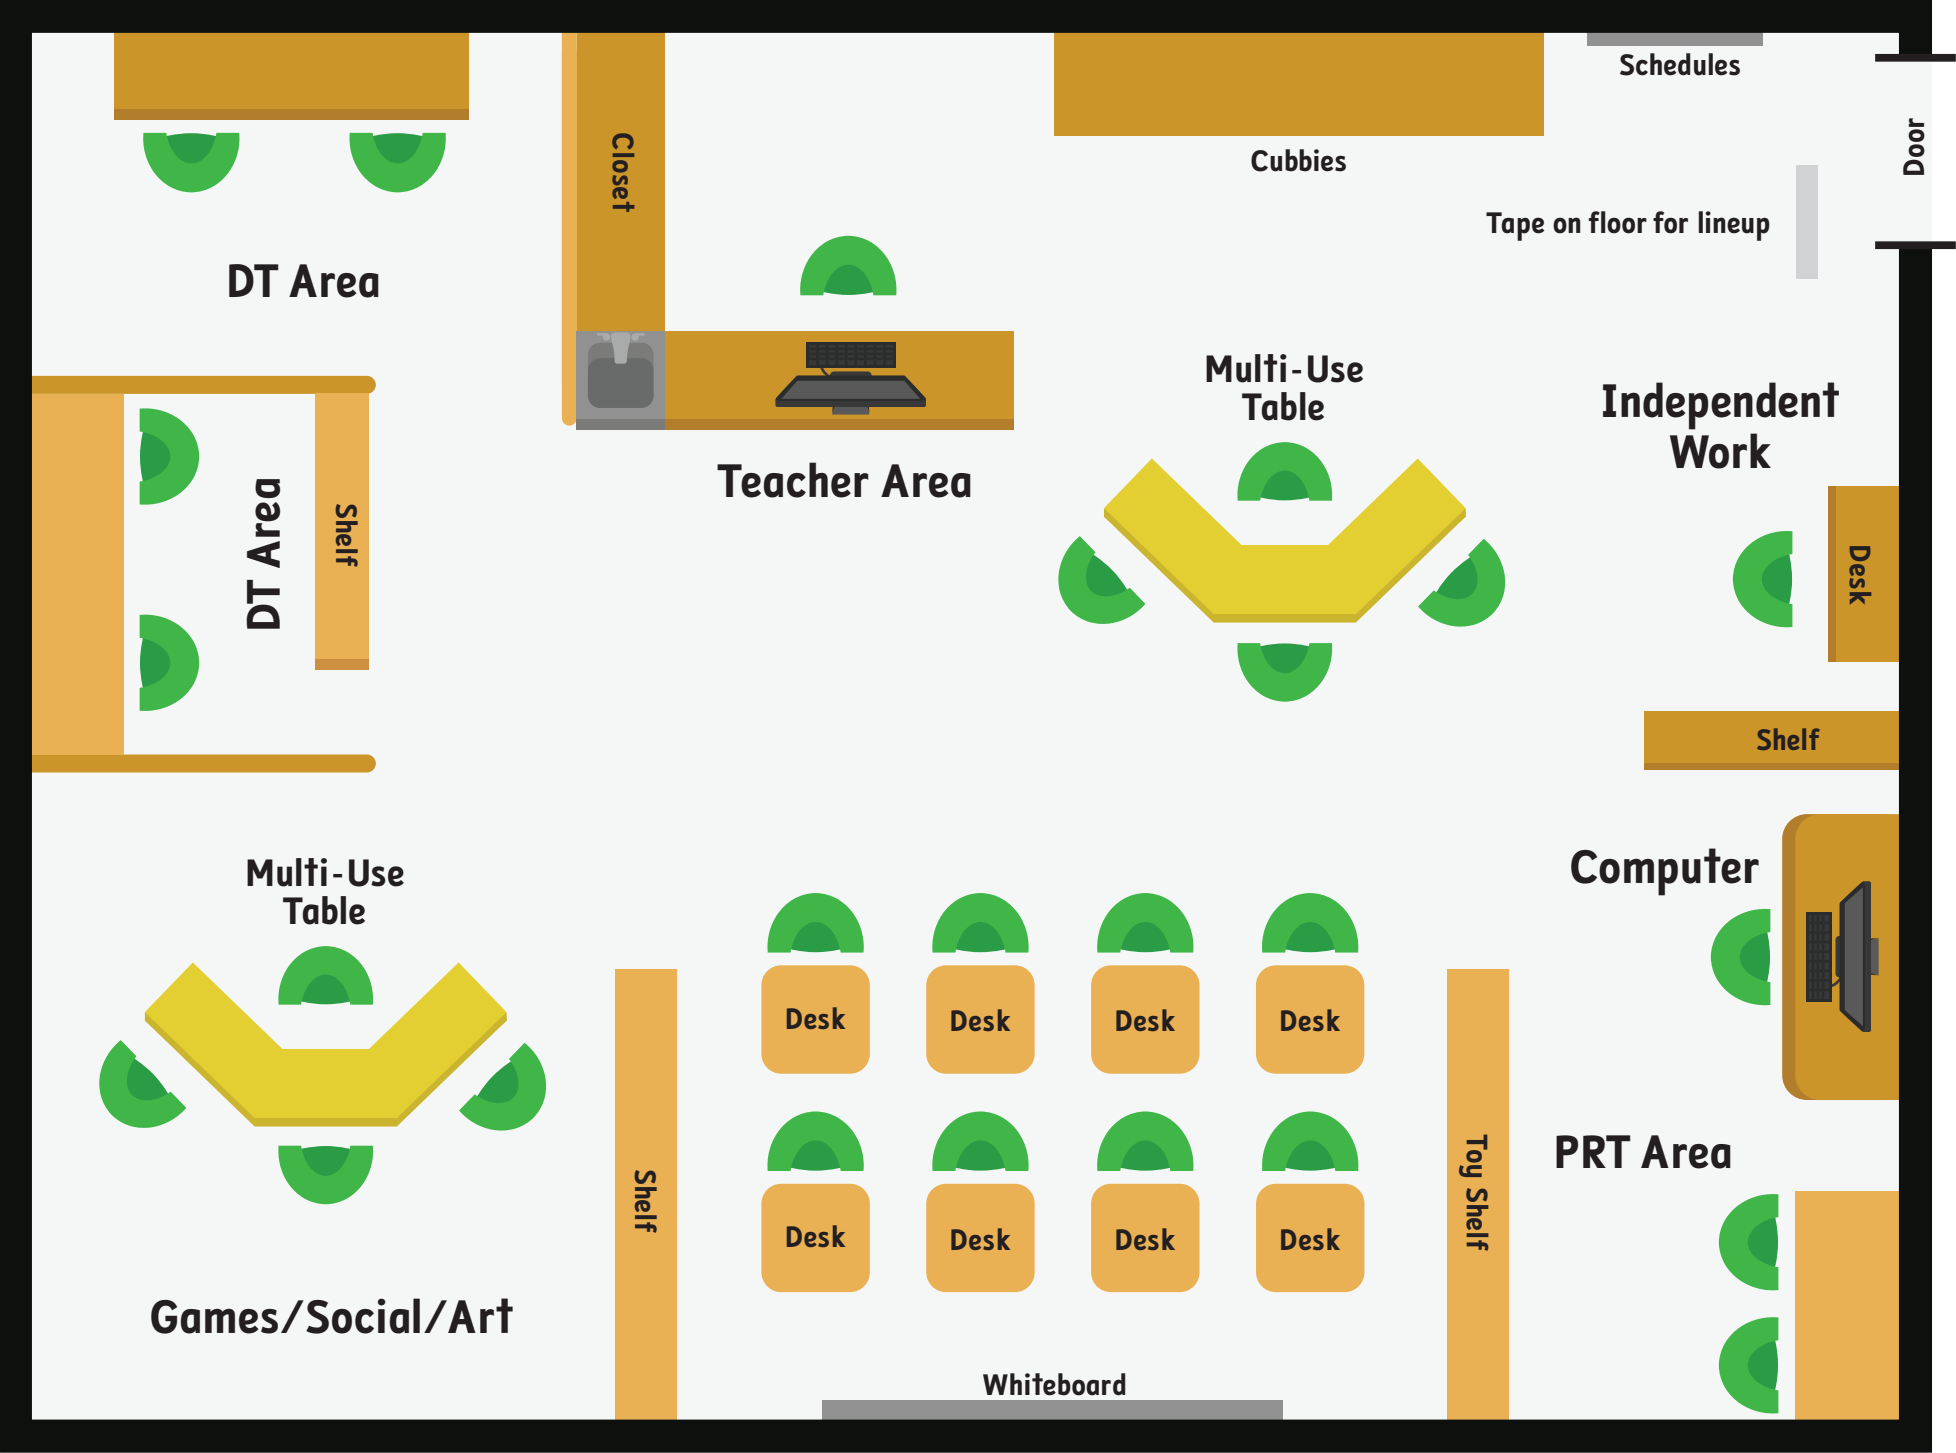 Schedules
Door
Closet
Cubbies
Tape on floor for lineup
DT Area
Multi-Use
Table
Independent
Work
Teacher Area
DT Area
Shelf
Desk
Shelf
Multi-Use
Table
Computer
Desk
Desk
Desk
Desk
PRT Area
Shelf
Toy Shelf
Desk
Desk
Desk
Desk
Games/Social/Art
Whiteboard